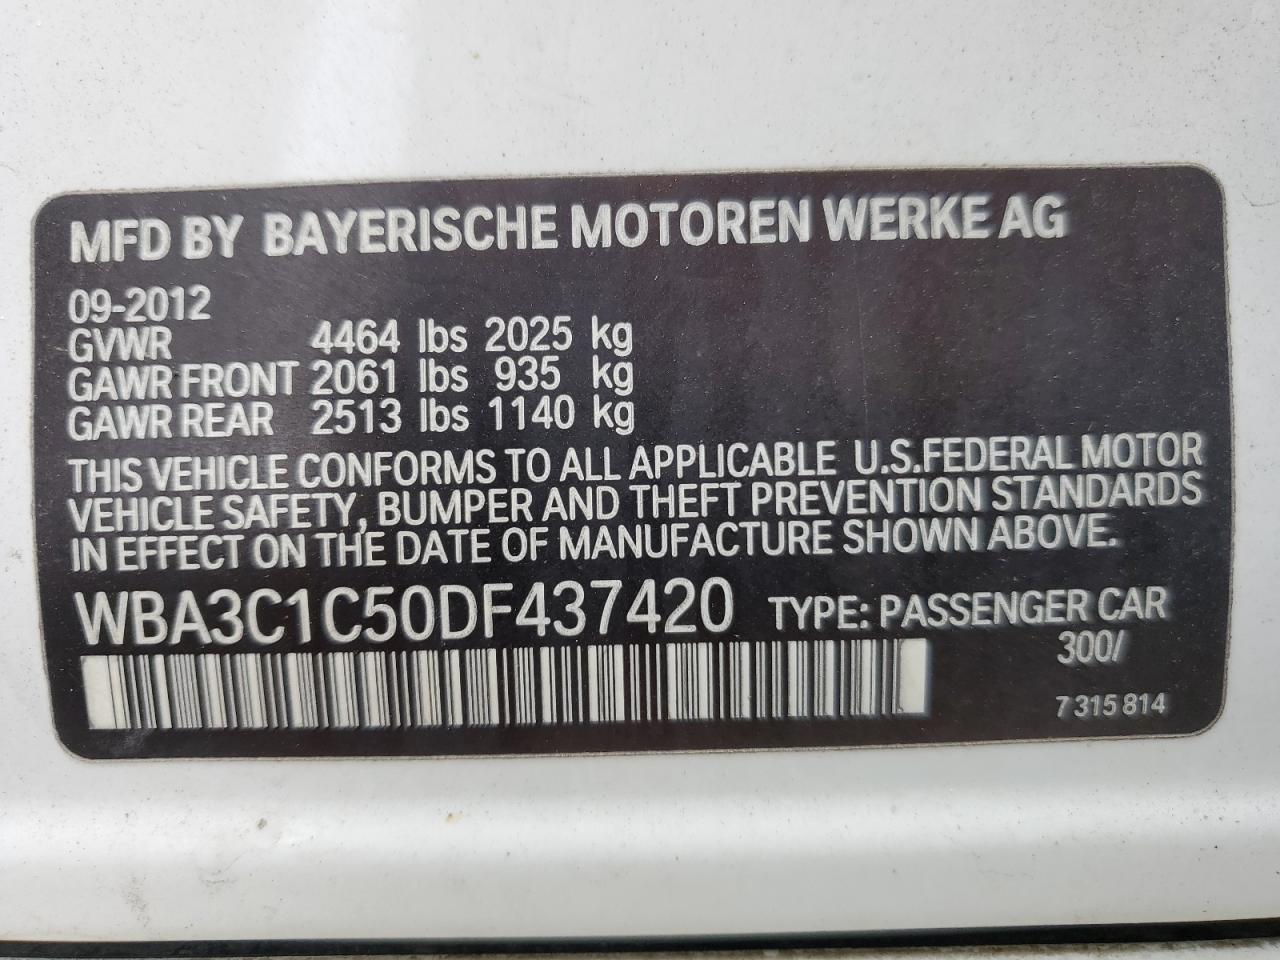 MFD BY BAYERISCHE MOTOREN WERKE AG
09-2012
GVWR 4464 lbs 2025 kg
GAWR FRONT 2061 lbs 935 kg
GAWR REAR 2513 lbs 1140 kg
THIS VEHICLE CONFORMS TO ALL APPLICABLE U.S.FEDERAL MOTOR
VEHICLE SAFETY, BUMPER AND THEFT PREVENTION STANDARDS
IN EFFECT ON THE DATE OF MANUFACTURE SHOWN ABOVE.
WBA3C1C50DF437420 TYPE: PASSENGER CAR
300/
7 315 814